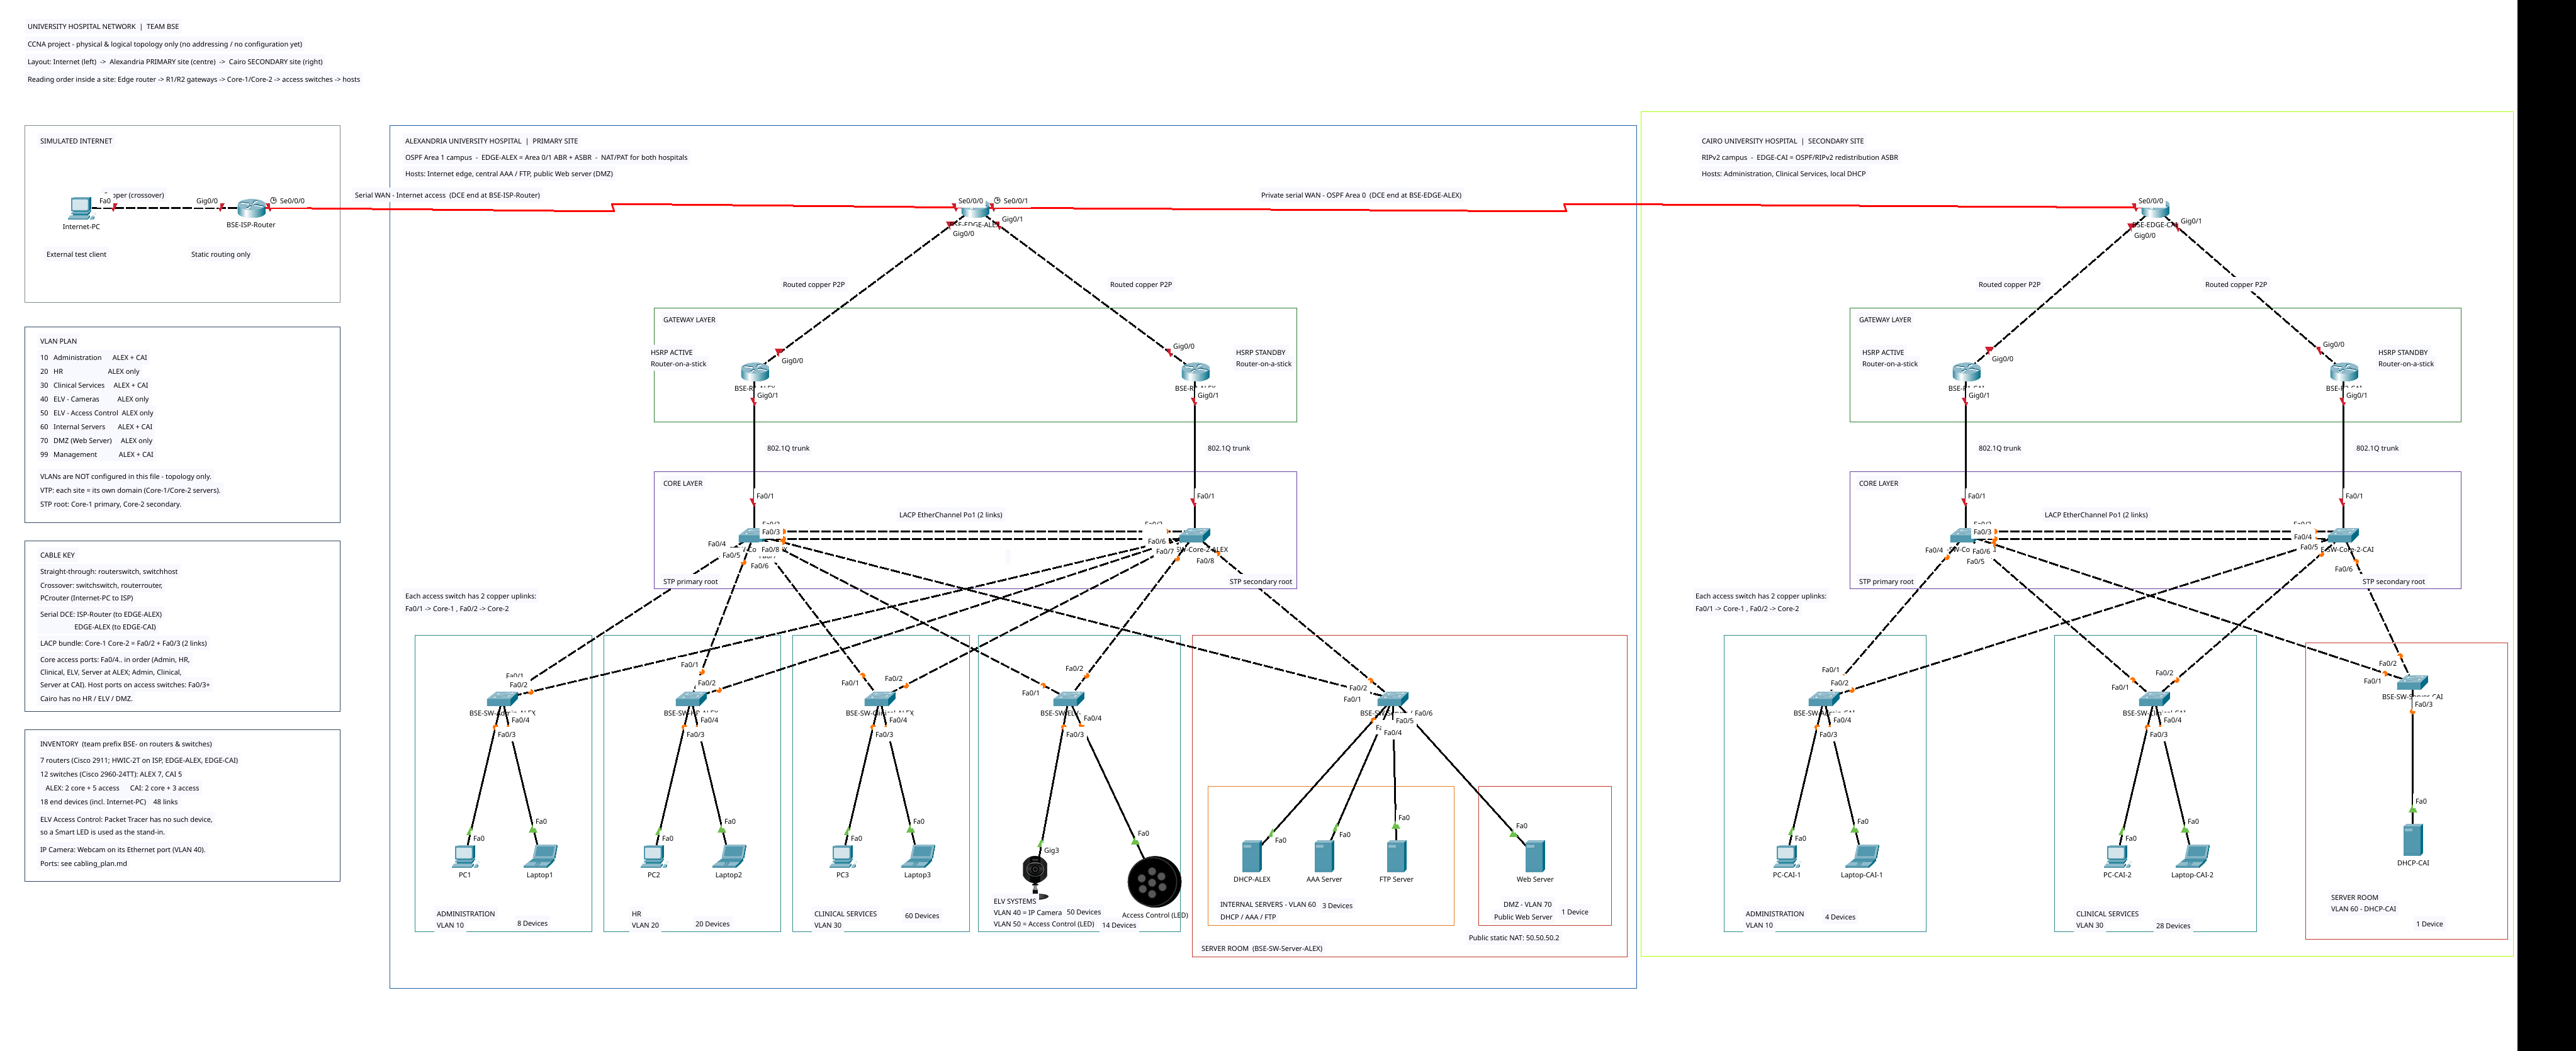 UNIVERSITY HOSPITAL NETWORK | TEAM BSE
CCNA project - physical & logical topology only (no addressing / no configuration yet)
Layout: Internet (left) -> Alexandria PRIMARY site (centre) -> Cairo SECONDARY site (right)
Reading order inside a site: Edge router -> R1/R2 gateways -> Core-1/Core-2 -> access switches -> hosts
SIMULATED INTERNET
(crossover)
Fa0
Gig0/0
Se0/0/0
Internet-PC
BSE-ISP-Router
External test client
Static routing only
Serial WAN - Internet access (DCE end at BSE-ISP-Router)
VLAN PLAN
10 Administration ALEX + CAI
20 HR ALEX only
30 Clinical Services ALEX + CAI
40 ELV - Cameras ALEX only
50 ELV - Access Control ALEX only
60 Internal Servers ALEX + CAI
70 DMZ (Web Server) ALEX only
99 Management ALEX + CAI
VLANs are NOT configured in this file - topology only.
VTP: each site = its own domain (Core-1/Core-2 servers).
STP root: Core-1 primary, Core-2 secondary.
CABLE KEY
Straight-through: routerswitch, switchhost
Crossover: switchswitch, routerrouter,
PCrouter (Internet-PC to ISP)
Serial DCE: ISP-Router (to EDGE-ALEX)
EDGE-ALEX (to EDGE-CAI)
LACP bundle: Core-1 Core-2 = Fa0/2 + Fa0/3 (2 links)
Core access ports: Fa0/4.. in order (Admin, HR,
Clinical, ELV, Server at ALEX; Admin, Clinical,
Server at CAI). Host ports on access switches: Fa0/3+
Cairo has no HR / ELV / DMZ.
INVENTORY (team prefix BSE- on routers & switches)
7 routers (Cisco 2911; HWIC-2T on ISP, EDGE-ALEX, EDGE-CAI)
12 switches (Cisco 2960-24TT): ALEX 7, CAI 5
ALEX: 2 core + 5 access CAI: 2 core + 3 access
18 end devices (incl. Internet-PC) 48 links
ELV Access Control: Packet Tracer has no such device,
so a Smart LED is used as the stand-in.
IP Camera: Webcam on its Ethernet port (VLAN 40).
Ports: see cabling_plan.md
ALEXANDRIA UNIVERSITY HOSPITAL | PRIMARY SITE
OSPF Area 1 campus - EDGE-ALEX = Area 0/1 ABR + ASBR - NAT/PAT for both hospitals
Hosts: Internet edge, central AAA / FTP, public Web server (DMZ)
Se0/0/0
Se0/0/1
Gig0/1
Gig0/0
Private serial WAN - OSPF Area 0 (DCE end at BSE-EDGE-ALEX)
Routed copper P2P
Routed copper P2P
GATEWAY LAYER
HSRP ACTIVE
Router-on-a-stick
Gig0/0
Gig0/1
Gig0/0
HSRP STANDBY
Router-on-a-stick
Gig0/1
802.1Q trunk
802.1Q trunk
CORE LAYER
Fa0/1
Fa0/1
LACP EtherChannel Po1 (2 links)
Fa0/3
Fa0/4
Fa0/8
Fa0/5
Fa0/6
Fa0/6
Fa0/7
Fa0/8
STP primary root
STP secondary root
Each access switch has 2 copper uplinks:
Fa0/1 -> Core-1 , Fa0/2 -> Core-2
Fa0/2
Fa0/4
Fa0/3
Fa0
Fa0
PC1
Laptop1
ADMINISTRATION
VLAN 10
8 Devices
Fa0/1
Fa0/2
Fa0/4
Fa0/3
Fa0
Fa0
PC2
Laptop2
HR
VLAN 20
20 Devices
Fa0/1
Fa0/2
Fa0/4
Fa0/3
Fa0
Fa0
PC3
Laptop3
CLINICAL SERVICES
VLAN 30
60 Devices
Fa0/2
Fa0/1
Fa0/4
Fa0/3
Gig3
Fa0
Access Control (LED)
ELV SYSTEMS
VLAN 40 = IP Camera 50 Devices
VLAN 50 = Access Control (LED) 14 Devices
Fa0/2
Fa0/1
Fa0/6
Fa0/5
Fa0/4
Fa0
Fa0
Fa0
Fa0
DHCP-ALEX
AAA Server
FTP Server
Web Server
INTERNAL SERVERS - VLAN 60 3 Devices
DHCP / AAA / FTP
DMZ - VLAN 70
Public Web Server
1 Device
Public static NAT: 50.50.50.2
SERVER ROOM (BSE-SW-Server-ALEX)
CAIRO UNIVERSITY HOSPITAL | SECONDARY SITE
RIPv2 campus - EDGE-CAI = OSPF/RIPv2 redistribution ASBR
Hosts: Administration, Clinical Services, local DHCP
Se0/0/0
Gig0/1
Gig0/0
Routed copper P2P
Routed copper P2P
GATEWAY LAYER
HSRP ACTIVE
Router-on-a-stick
Gig0/0
Gig0/1
Gig0/0
HSRP STANDBY
Router-on-a-stick
Gig0/1
802.1Q trunk
802.1Q trunk
CORE LAYER
Fa0/1
Fa0/1
LACP EtherChannel Po1 (2 links)
Fa0/3
Fa0/4
Fa0/6
Fa0/5
Fa0/4
Fa0/5
Fa0/6
STP primary root
STP secondary root
Each access switch has 2 copper uplinks:
Fa0/1 -> Core-1 , Fa0/2 -> Core-2
Fa0/1
Fa0/2
Fa0/4
Fa0/3
Fa0
Fa0
PC-CAI-1
Laptop-CAI-1
ADMINISTRATION
VLAN 10
4 Devices
Fa0/2
Fa0/1
Fa0/4
Fa0/3
Fa0
Fa0
PC-CAI-2
Laptop-CAI-2
CLINICAL SERVICES
VLAN 30
28 Devices
Fa0/2
Fa0/1
Fa0/3
Fa0
DHCP-CAI
SERVER ROOM
VLAN 60 - DHCP-CAI
1 Device